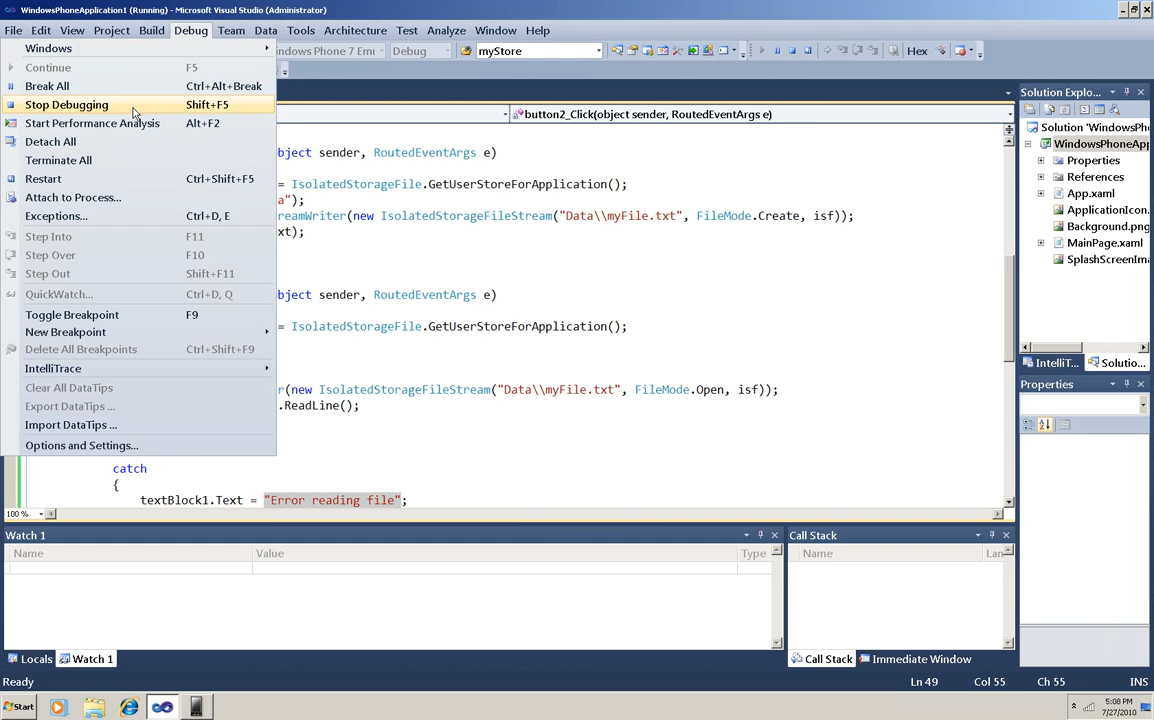 WindowsPhoneApplication1 (Running) - Microsoft Visual Studio (Administrator)
File Edit View Project Build Debug Team Data Tools Architecture Test Analyze Window Help
indows Phone 7 Emu Debug myStore Hex
Windows
Continue F5
Break All Ctrl+Alt+Break
Stop Debugging Shift+F5
Start Performance Analysis Alt+F2
Detach All
Terminate All
Restart Ctrl+Shift+F5
Attach to Process...
Exceptions... Ctrl+D, E
Step Into F11
Step Over F10
Step Out Shift+F11
QuickWatch... Ctrl+D, Q
Toggle Breakpoint F9
New Breakpoint
Delete All Breakpoints Ctrl+Shift+F9
IntelliTrace
Clear All DataTips
Export DataTips ...
Import DataTips ...
Options and Settings...
button2_Click(object sender, RoutedEventArgs e)
bject sender, RoutedEventArgs e)
= IsolatedStorageFile.GetUserStoreForApplication();
a");
reamWriter(new IsolatedStorageFileStream("Data\\myFile.txt", FileMode.Create, isf));
xt);
bject sender, RoutedEventArgs e)
= IsolatedStorageFile.GetUserStoreForApplication();
r(new IsolatedStorageFileStream("Data\\myFile.txt", FileMode.Open, isf));
.ReadLine();
catch
{
textBlock1.Text = "Error reading file";
100 %
Solution Explo...
Solution 'WindowsPh
WindowsPhoneApp
Properties
References
App.xaml
ApplicationIcon.
Background.png
MainPage.xaml
SplashScreenIma
IntelliT... Solutio...
Properties
Watch 1
Name Value Type
Call Stack
Name Lan
Locals Watch 1
Call Stack Immediate Window
Ready Ln 49 Col 55 Ch 55 INS
Start 5:08 PM
7/27/2010